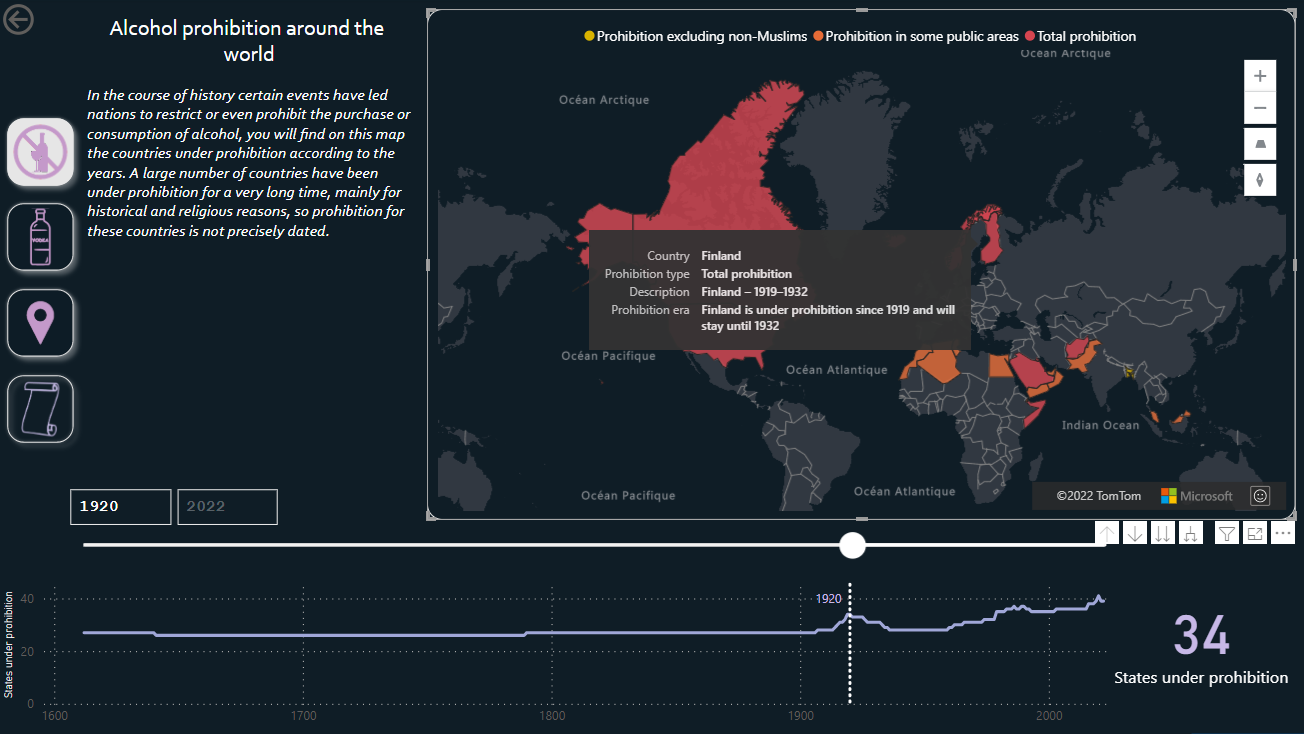 Alcohol prohibition around the
world
In the course of history certain events have led
nations to restrict or even prohibit the purchase or
consumption of alcohol, you will find on this map
the countries under prohibition according to the
years. A large number of countries have been
under prohibition for a very long time, mainly for
historical and religious reasons, so prohibition for
these countries is not precisely dated.
VODKA
1920
2022
Prohibition excluding non-Muslims
Prohibition in some public areas
Total prohibition
Océan Arctique
Océan Arctique
Country Finland
Prohibition type Total prohibition
Description Finland – 1919–1932
Prohibition era Finland is under prohibition since 1919 and will
stay until 1932
Océan Pacifique
Océan Atlantique
Indian Ocean
Océan Pacifique
Océan Atlantique
©2022 TomTom
Microsoft
States under prohibition
40
20
0
1920
1600
1700
1800
1900
2000
34
States under prohibition